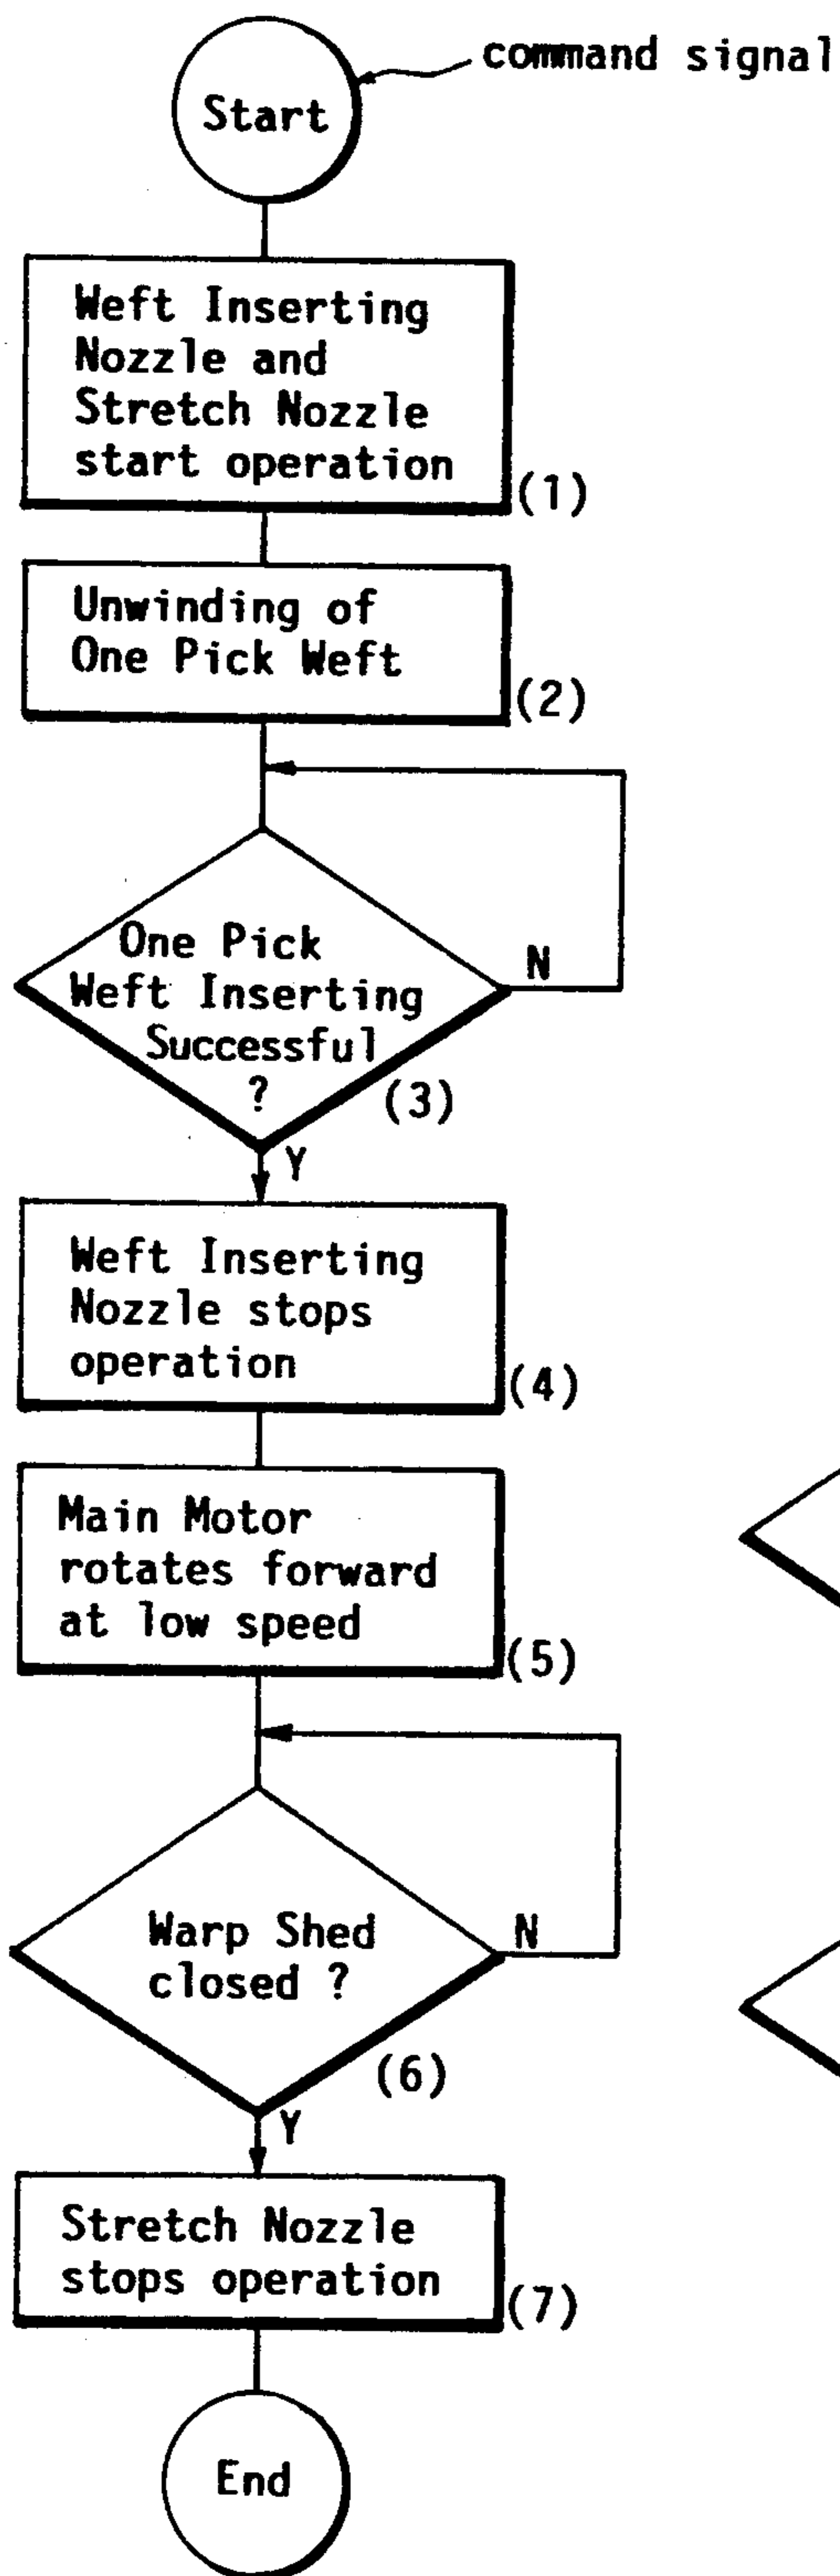 command signal
Start
Weft Inserting
Nozzle and
Stretch Nozzle
start operation
(1)
Unwinding of
One Pick Weft
(2)
One Pick
Weft Inserting
N
Successful
?
(3)
Y
Weft Inserting
Nozzle stops
operation
(4)
Main Motor
rotates forward
at low speed
(5)
Warp Shed
N
closed ?
(6)
Y
Stretch Nozzle
stops operation
(7)
End